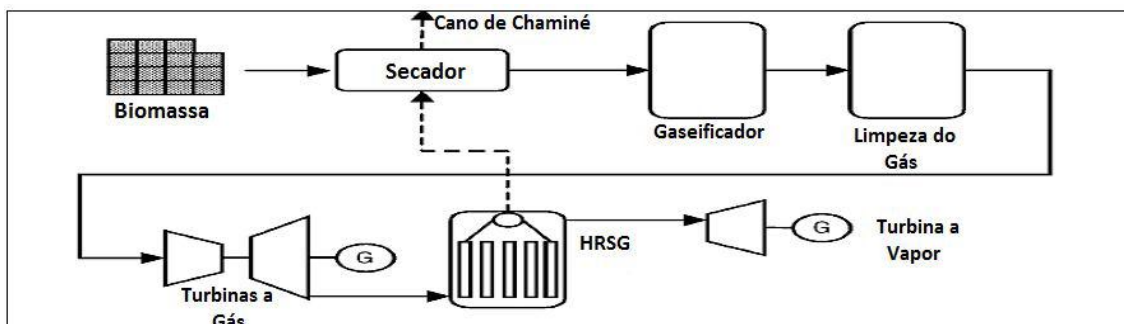 Cano de Chaminé
Secador
Biomassa
Gaseificador
Limpeza do
Gás
HRSG
G
Turbina a
Vapor
G
Turbinas a
Gás